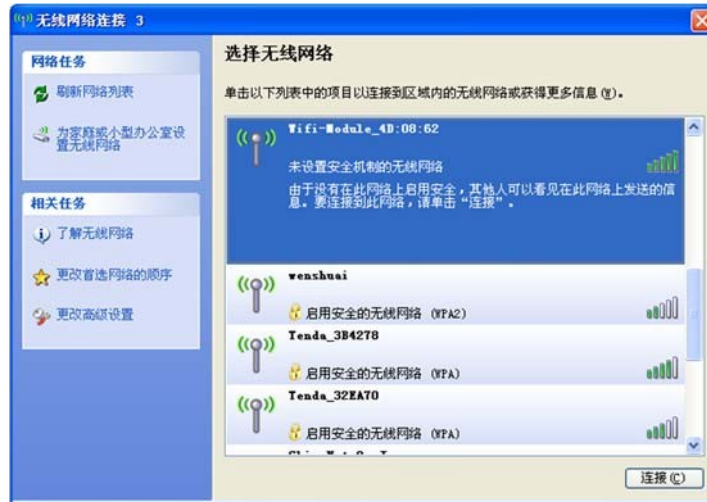 无线网络连接 3
网络任务
刷新网络列表
为家庭或小型办公室设
置无线网络
相关任务
了解无线网络
更改首选网络的顺序
更改高级设置
选择无线网络
单击以下列表中的项目以连接到区域内的无线网络或获得更多信息(W)。
Wifi-Module_4D:08:62
未设置安全机制的无线网络
由于没有在此网络上启用安全，其他人可以看见在此网络上发送的信
息。要连接到此网络，请单击“连接”。
wenshuai
启用安全的无线网络 (WPA2)
Tenda_3B4278
启用安全的无线网络 (WPA)
Tenda_32EA70
启用安全的无线网络 (WPA)
连接(C)